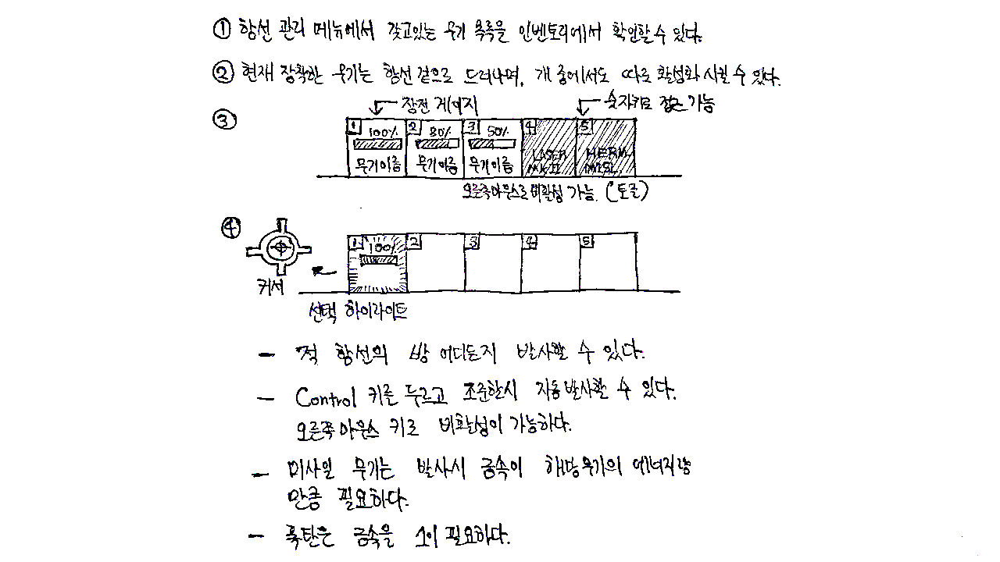 ① 함선 관리 메뉴에서 갖고있는 무기 목록을 인벤토리에서 확인할 수 있다.
② 현재 장착한 무기는 함선 겉으로 드러나며, 개 중에서도 따로 활성화 시킬 수 있다.
장전 게이지 숫자키로 접근 가능
③
1 2 3 4 5
100% 80% 50%
무기이름 무기이름 무기이름 LASER MK II HERM. MISL.
오른쪽마우스로 비활성 가능. (토글)
④
1 2 3 4 5
100%
커서
선택 하이라이트
- 적 함선의 방 어디든지 발사할 수 있다.
- Control 키를 누르고 조준한시 자동발사할 수 있다.
오른쪽 마우스 키로 비활성이 가능하다.
- 미사일 무기는 발사시 금속이 해당무기의 에너지량
만큼 필요하다.
- 폭탄은 금속을 1이 필요하다.